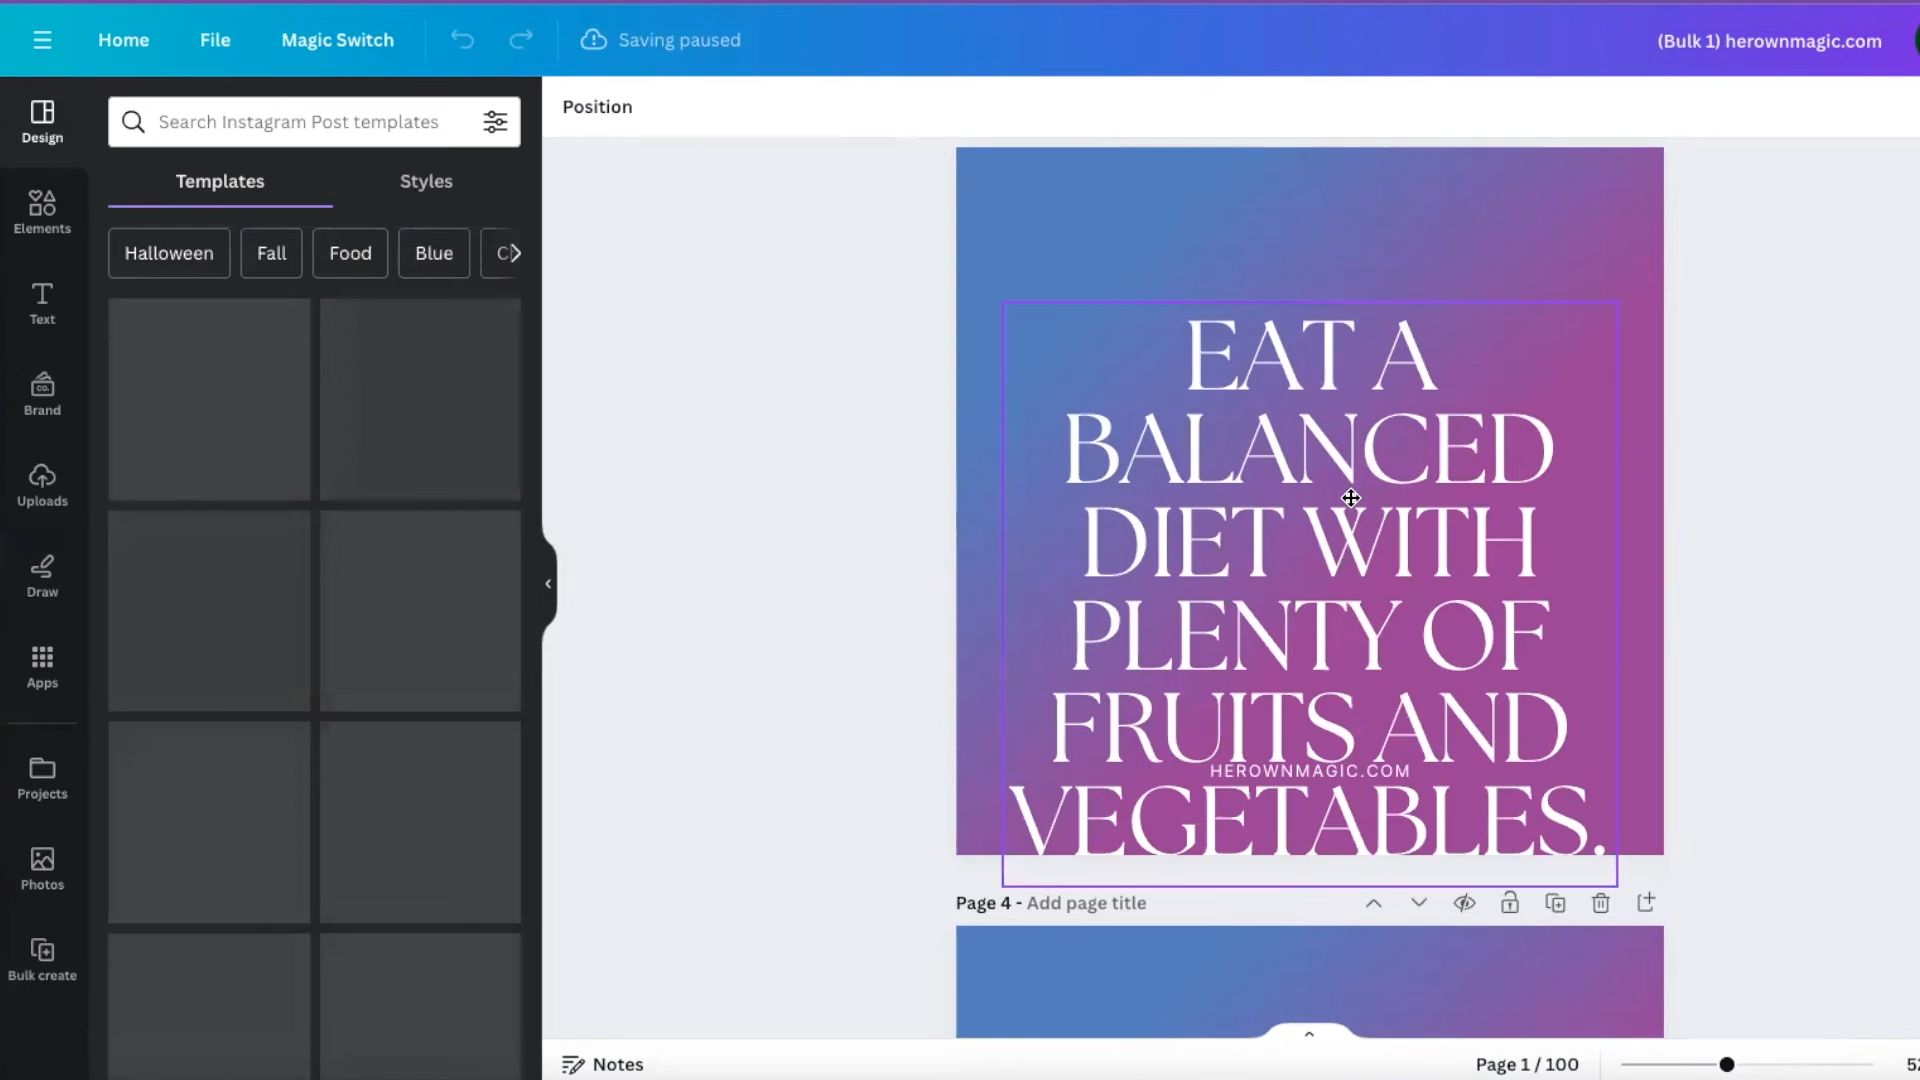 Home File Magic Switch Saving paused (Bulk 1) herownmagic.com
Design
Elements
Text
Brand
Uploads
Draw
Apps
Projects
Photos
Bulk create
Search Instagram Post templates
Templates Styles
Halloween Fall Food Blue
Position
EAT A
BALANCED
DIET WITH
PLENTY OF
FRUITS AND
HEROWNMAGIC.COM
VEGETABLES.
Page 4 - Add page title
Notes Page 1 / 100